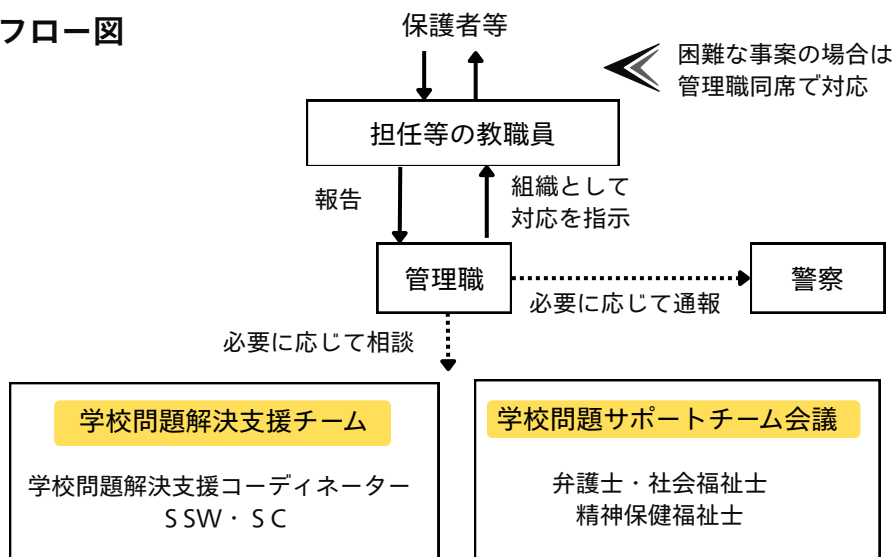 フロー図
保護者等
困難な事案の場合は
管理職同席で対応
担任等の教職員
報告
組織として
対応を指示
管理職
警察
必要に応じて通報
必要に応じて相談
学校問題解決支援チーム
学校問題解決支援コーディネーター
ＳＳＷ・ＳＣ
学校問題サポートチーム会議
弁護士・社会福祉士
精神保健福祉士